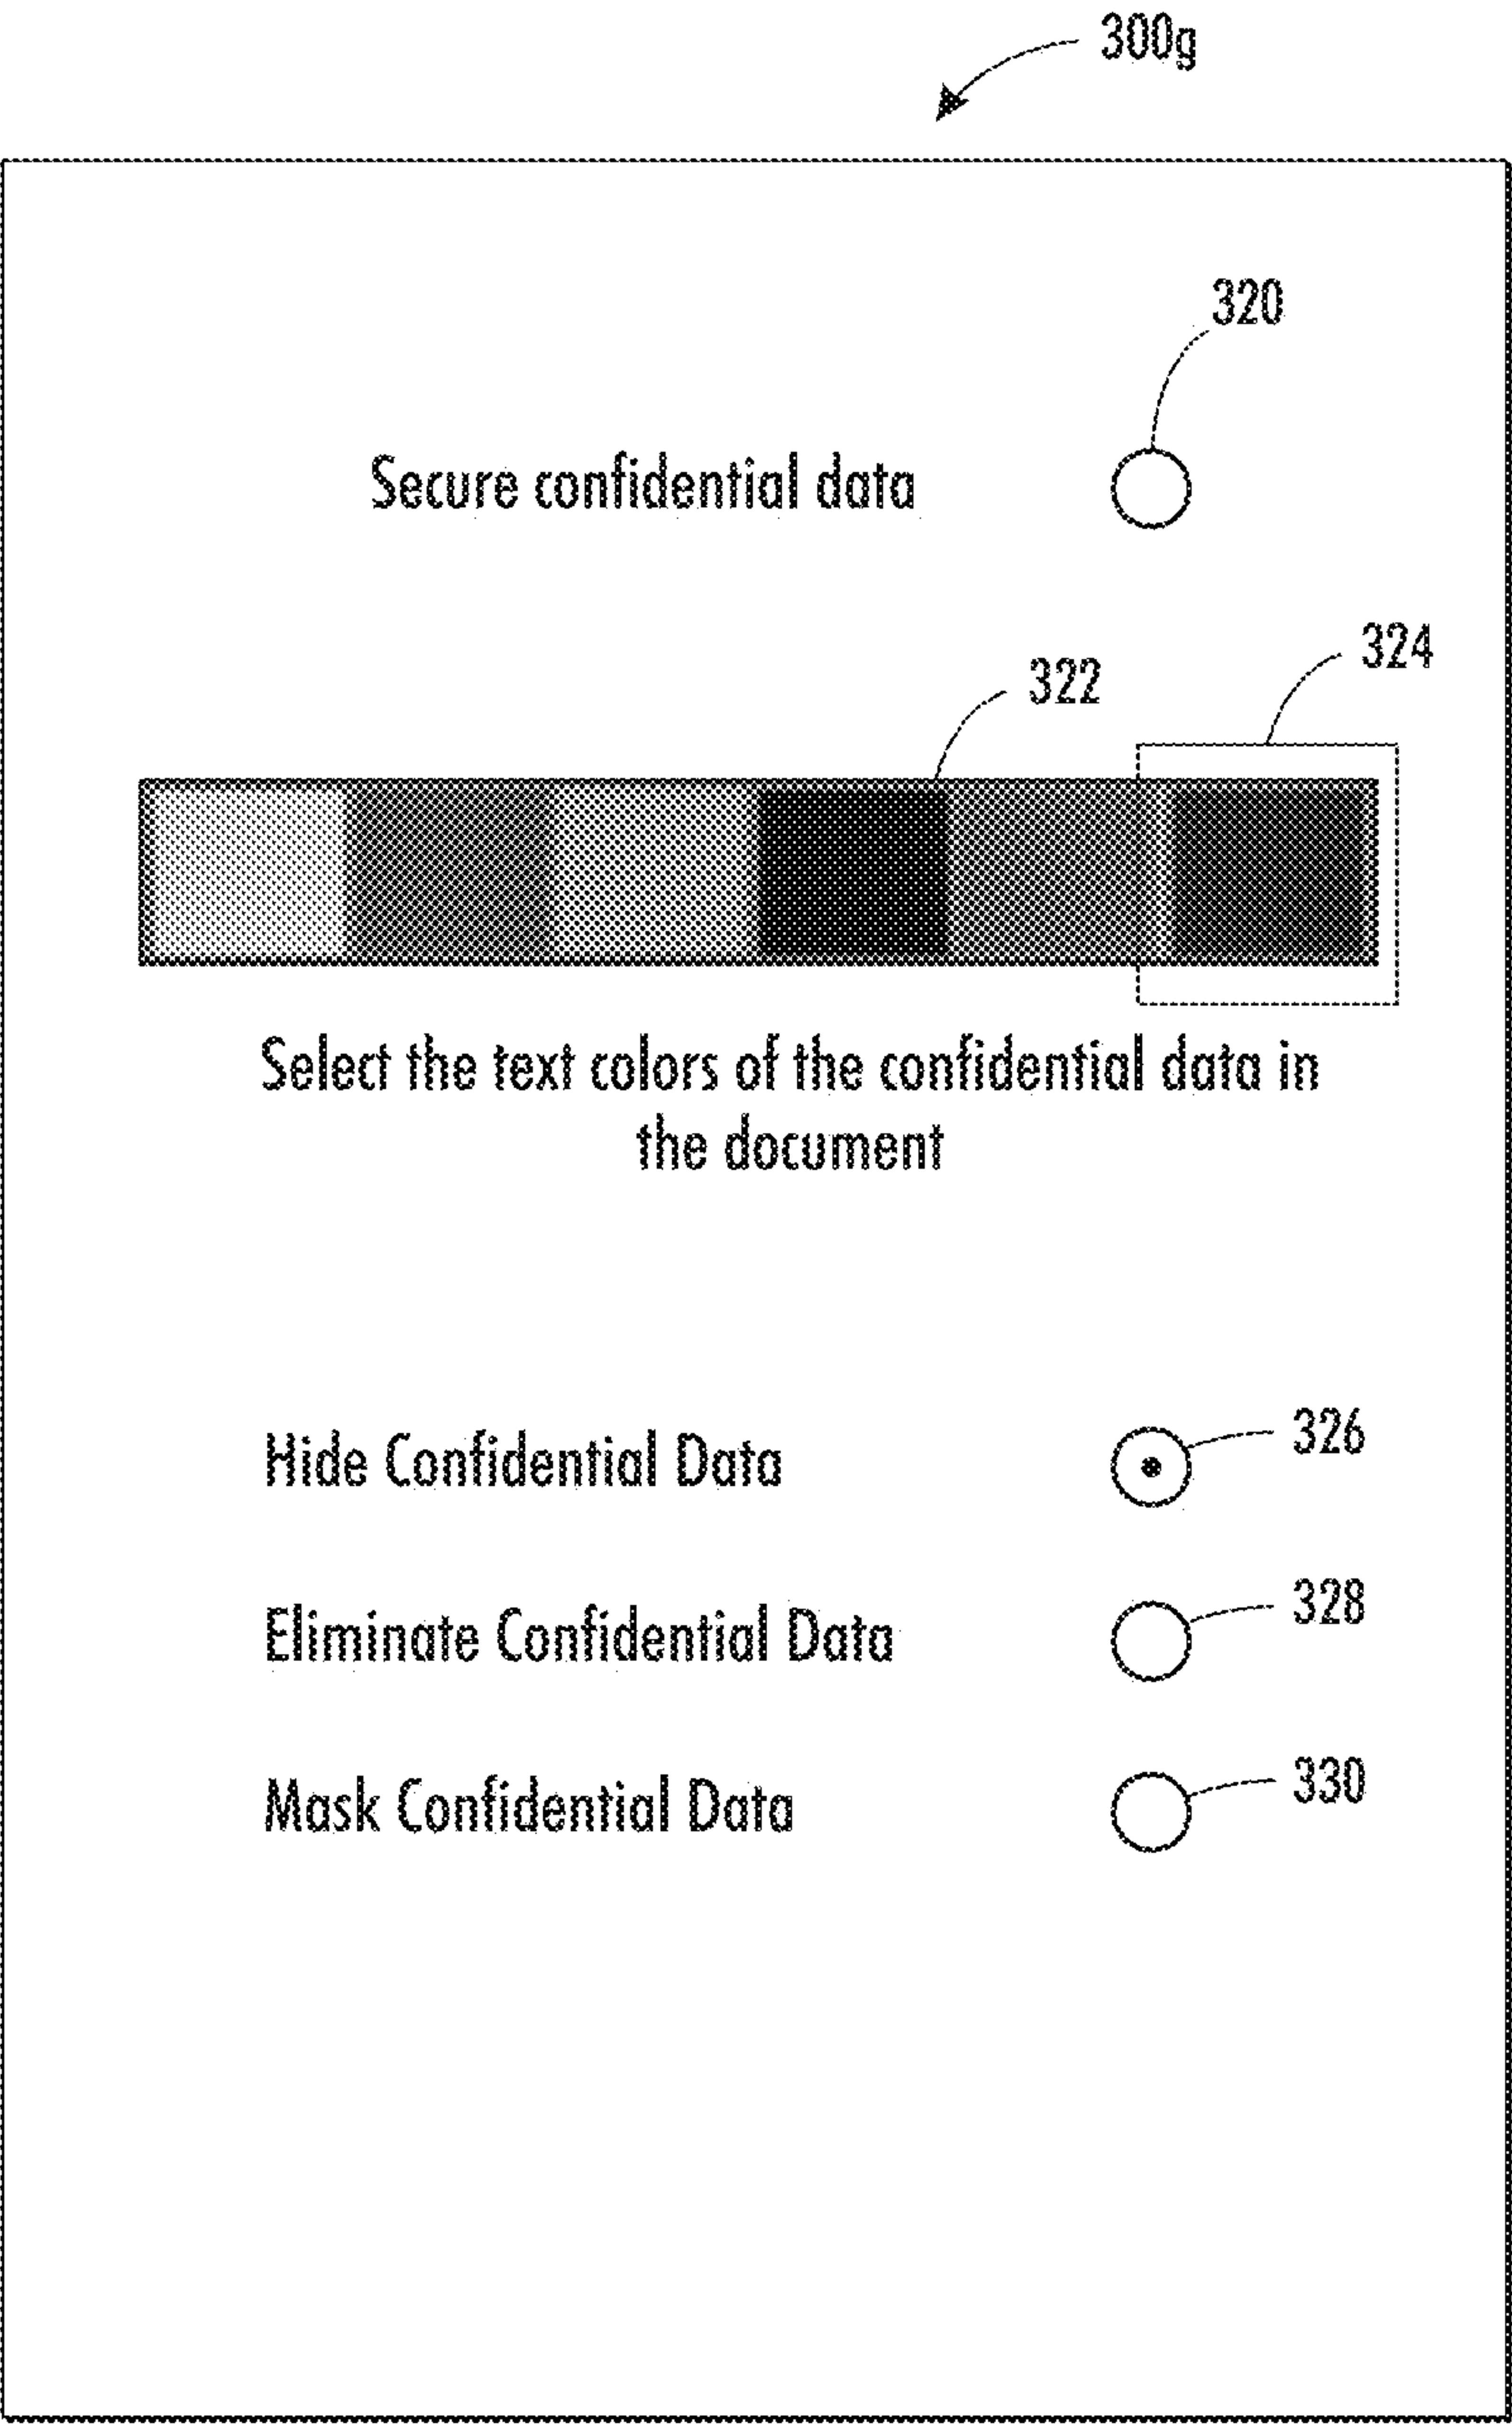 300g
320
Secure confidential data
324
322
Select the text colors of the confidential data in
the document
Hide Confidential Data
326
Eliminate Confidential Data
328
Mask Confidential Data
330